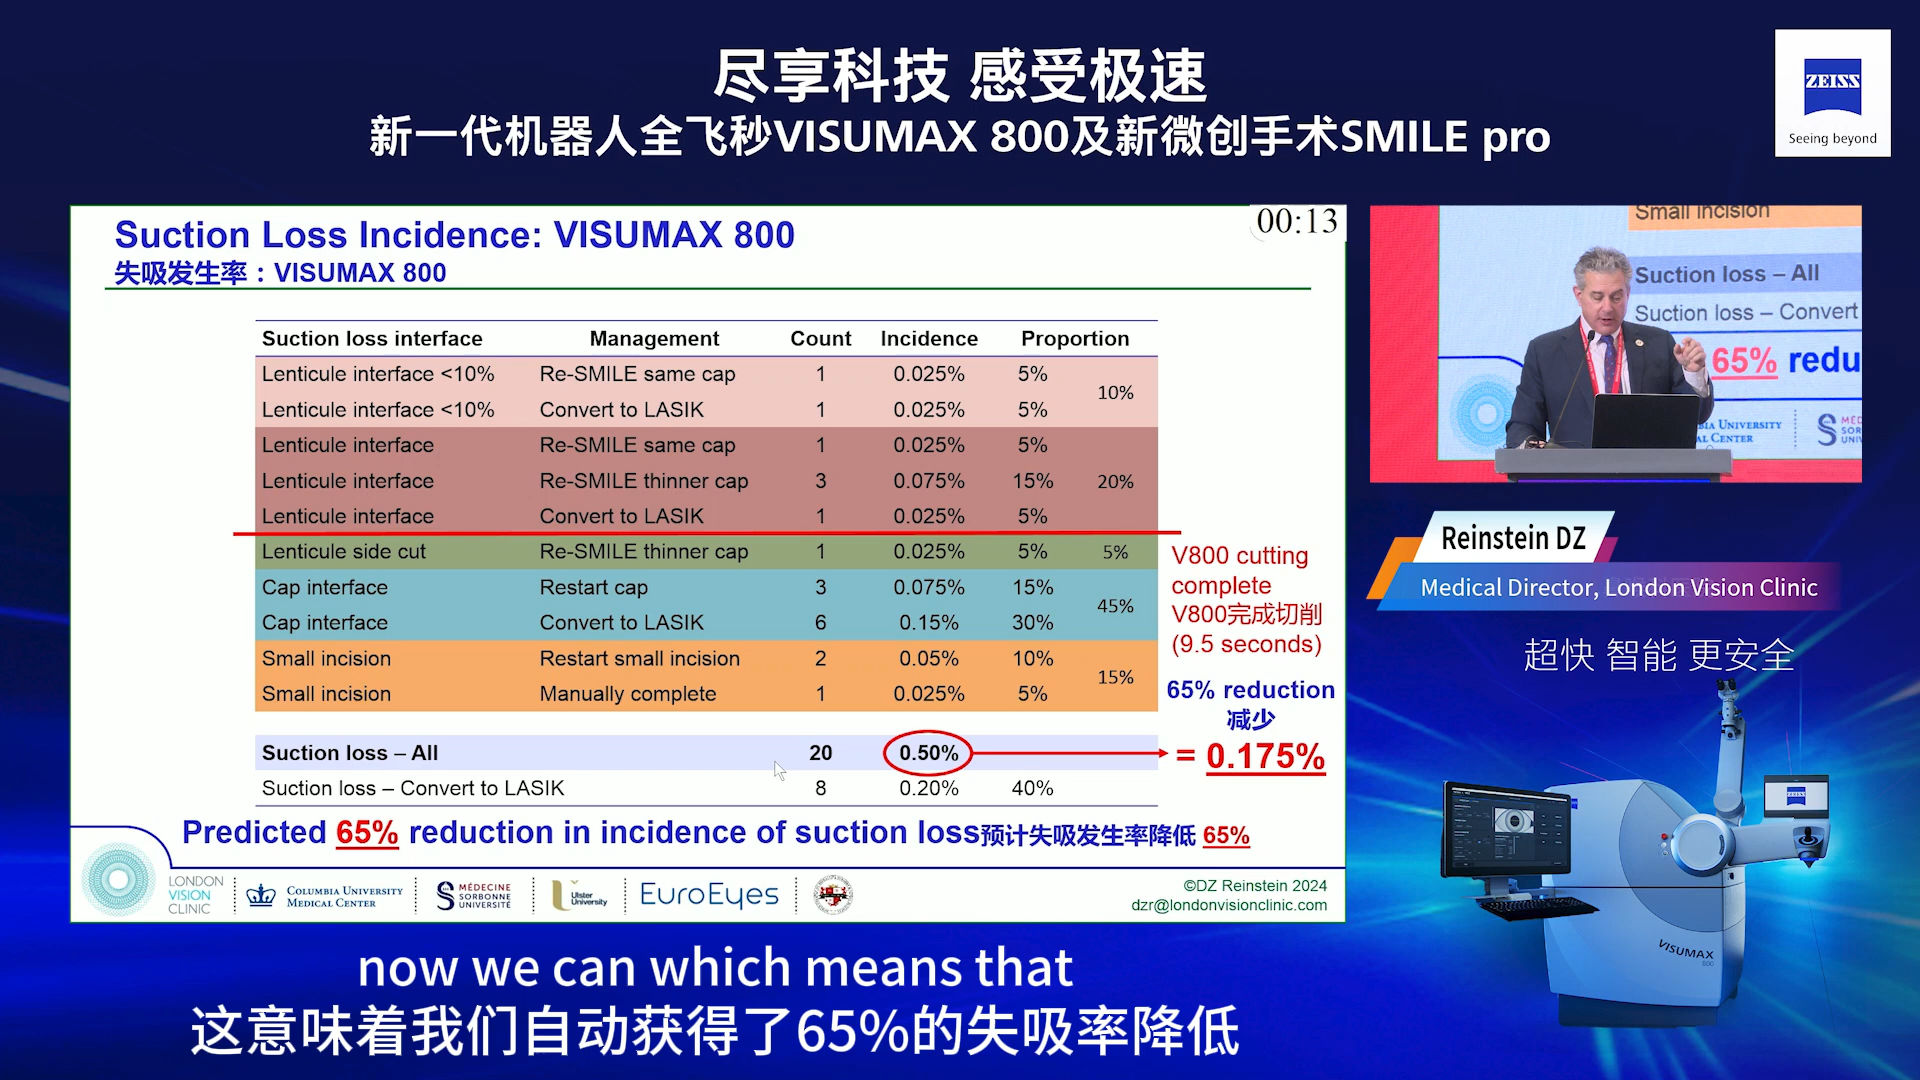 尽享科技 感受极速
新一代机器人全飞秒VISUMAX 800及新微创手术SMILE pro
ZEISS
Seeing beyond
Suction Loss Incidence: VISUMAX 800
失吸发生率：VISUMAX 800
00:13
Suction loss interface Management Count Incidence Proportion
Lenticule interface <10% Re-SMILE same cap 1 0.025% 5%
10%
Lenticule interface <10% Convert to LASIK 1 0.025% 5%
Lenticule interface Re-SMILE same cap 1 0.025% 5%
Lenticule interface Re-SMILE thinner cap 3 0.075% 15% 20%
Lenticule interface Convert to LASIK 1 0.025% 5%
Lenticule side cut Re-SMILE thinner cap 1 0.025% 5% 5%
Cap interface Restart cap 3 0.075% 15%
45%
Cap interface Convert to LASIK 6 0.15% 30%
Small incision Restart small incision 2 0.05% 10%
15%
Small incision Manually complete 1 0.025% 5%
Suction loss – All 20 0.50%
Suction loss – Convert to LASIK 8 0.20% 40%
V800 cutting
complete
V800完成切削
(9.5 seconds)
65% reduction
减少
= 0.175%
Predicted 65% reduction in incidence of suction loss预计失吸发生率降低 65%
LONDON
VISION
CLINIC
COLUMBIA UNIVERSITY
MEDICAL CENTER
MÉDECINE
SORBONNE
UNIVERSITÉ
Ulster
University
EuroEyes
©DZ Reinstein 2024
dzr@londonvisionclinic.com
Small incision
Suction loss – All
Suction loss – Convert
65% redu
BIA UNIVERSITY
AL CENTER
MÉD
SOR
UNIV
Reinstein DZ
Medical Director, London Vision Clinic
超快 智能 更安全
ZEISS
VISUMAX
800
now we can which means that
这意味着我们自动获得了65%的失吸率降低